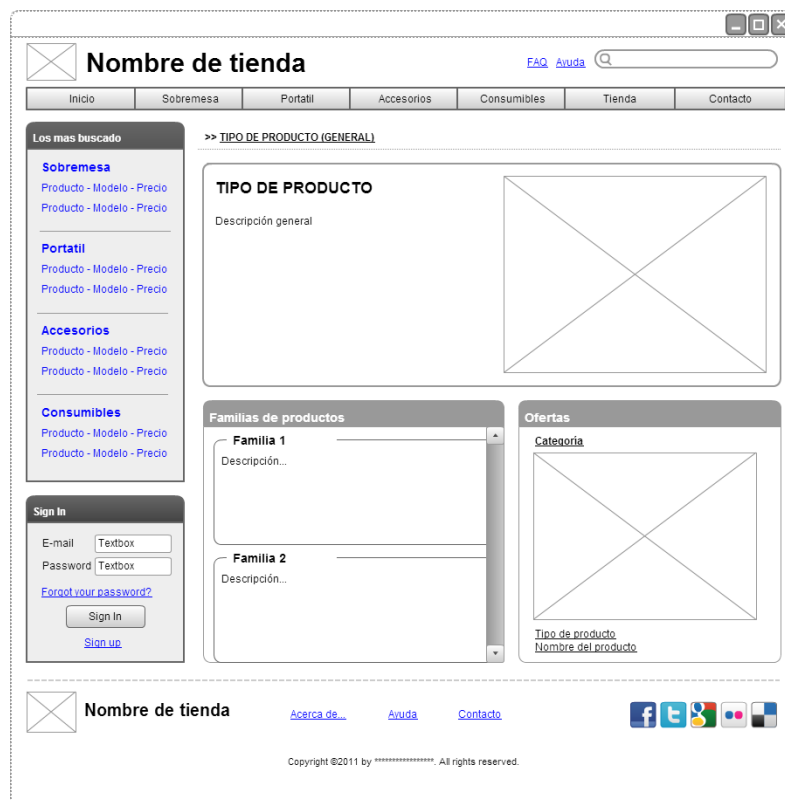 Nombre de tienda
FAQ Ayuda
Inicio Sobremesa Portatil Accesorios Consumibles Tienda Contacto
Los mas buscado
Sobremesa
Producto - Modelo - Precio
Producto - Modelo - Precio
Portatil
Producto - Modelo - Precio
Producto - Modelo - Precio
Accesorios
Producto - Modelo - Precio
Producto - Modelo - Precio
Consumibles
Producto - Modelo - Precio
Producto - Modelo - Precio
Sign In
E-mail Textbox
Password Textbox
Forgot your password?
Sign In
Sign up
>> TIPO DE PRODUCTO (GENERAL)
TIPO DE PRODUCTO
Descripción general
Familias de productos
Familia 1
Descripción...
Familia 2
Descripción...
Ofertas
Categoría
Tipo de producto
Nombre del producto
Nombre de tienda
Acerca de... Ayuda Contacto
Copyright ©2011 by *****************. All rights reserved.